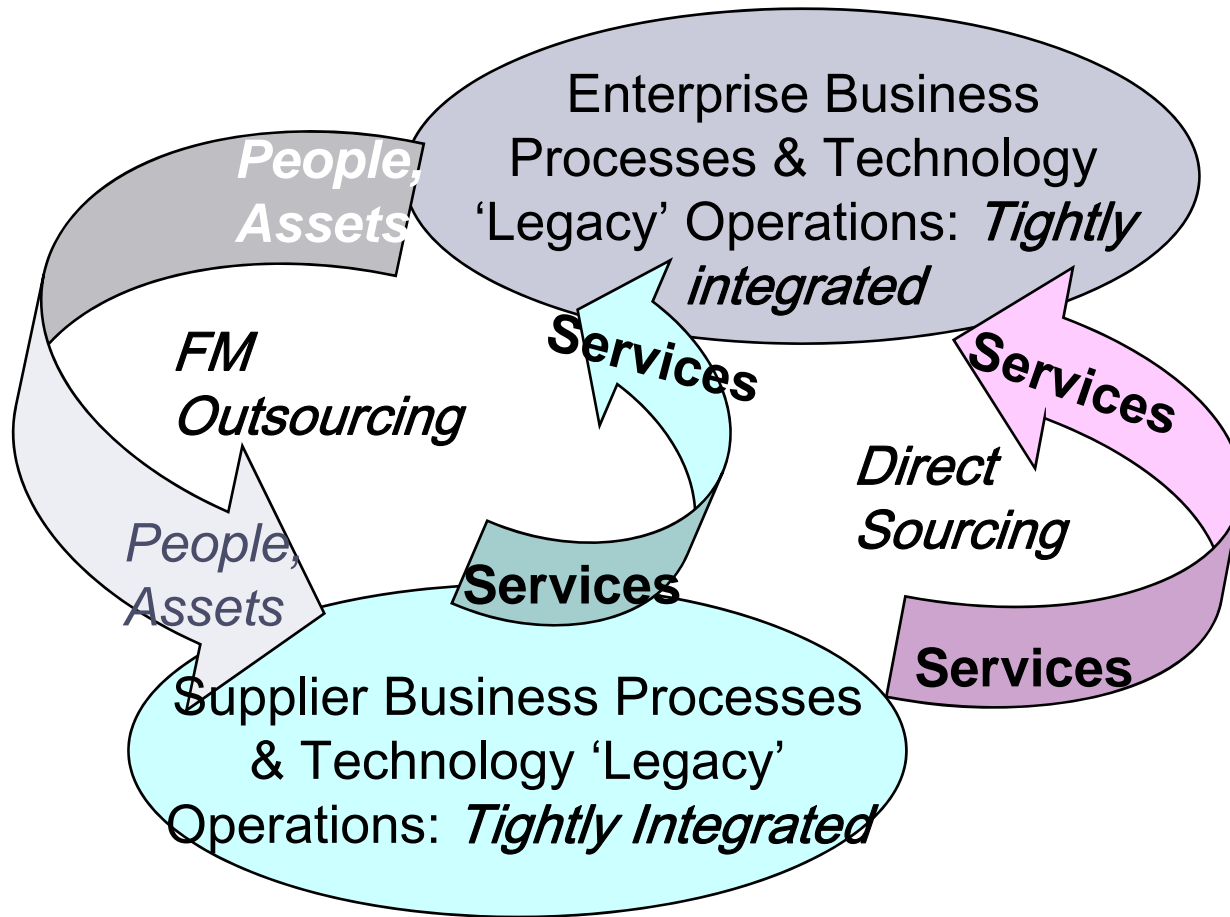 Enterprise Business
Processes & Technology
‘Legacy’ Operations: Tightly
integrated
People,
Assets
FM
Outsourcing
Services
Services
Direct
Sourcing
People,
Assets
Services
Services
Supplier Business Processes
& Technology ‘Legacy’
Operations: Tightly Integrated